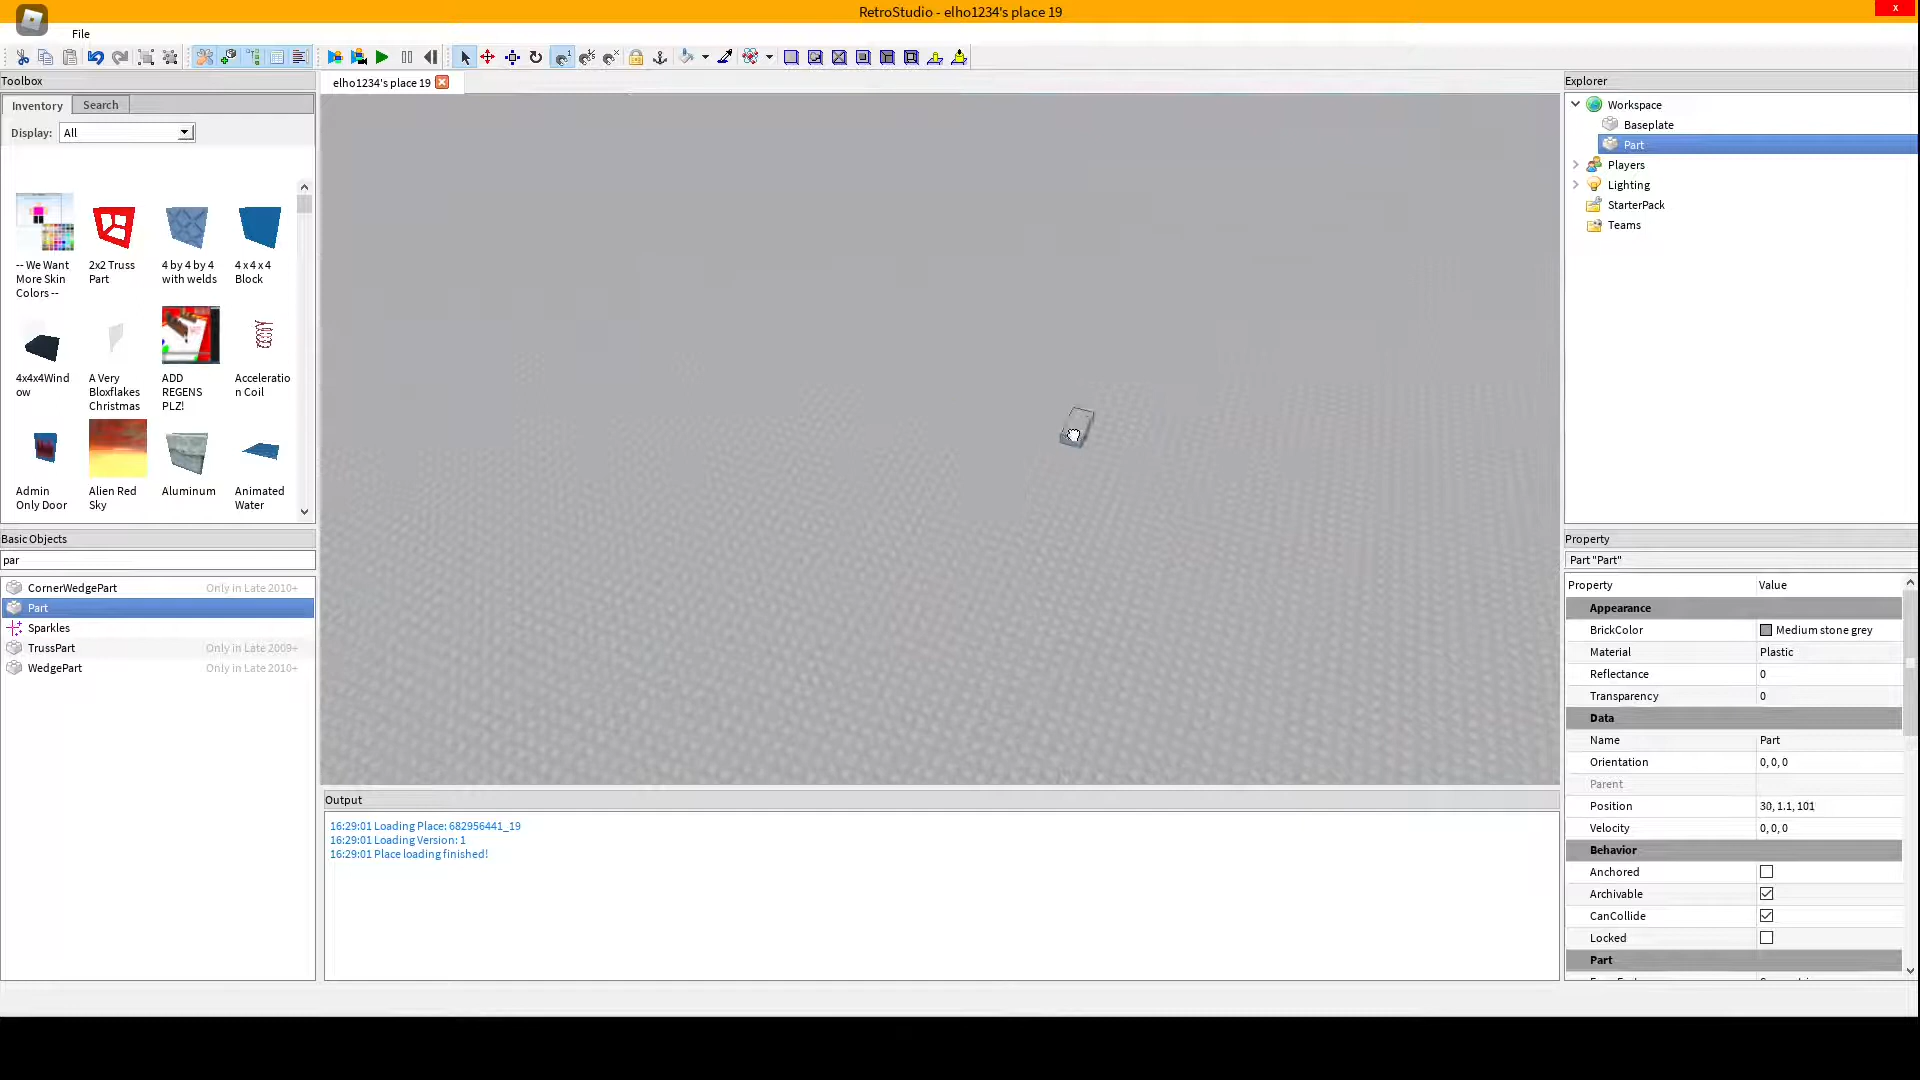 RetroStudio - elho1234's place 19
x
File
Toolbox
elho1234's place 19
Explorer
Inventory
Search
Display:
All
-- We Want
More Skin
Colors --
2x2 Truss
Part
4 by 4 by 4
with welds
4 x 4 x 4
Block
4x4x4Wind
ow
A Very
Bloxflakes
Christmas
ADD
REGENS
PLZ!
Acceleratio
n Coil
Admin
Only Door
Alien Red
Sky
Aluminum
Animated
Water
Basic Objects
par
CornerWedgePart
Only in Late 2010+
Part
Sparkles
TrussPart
Only in Late 2009+
WedgePart
Only in Late 2010+
Output
16:29:01 Loading Place: 682956441_19
16:29:01 Loading Version: 1
16:29:01 Place loading finished!
Workspace
Baseplate
Part
Players
Lighting
StarterPack
Teams
Property
Part "Part"
Property Value
Appearance
BrickColor Medium stone grey
Material Plastic
Reflectance 0
Transparency 0
Data
Name Part
Orientation 0, 0, 0
Parent
Position 30, 1.1, 101
Velocity 0, 0, 0
Behavior
Anchored
Archivable
CanCollide
Locked
Part